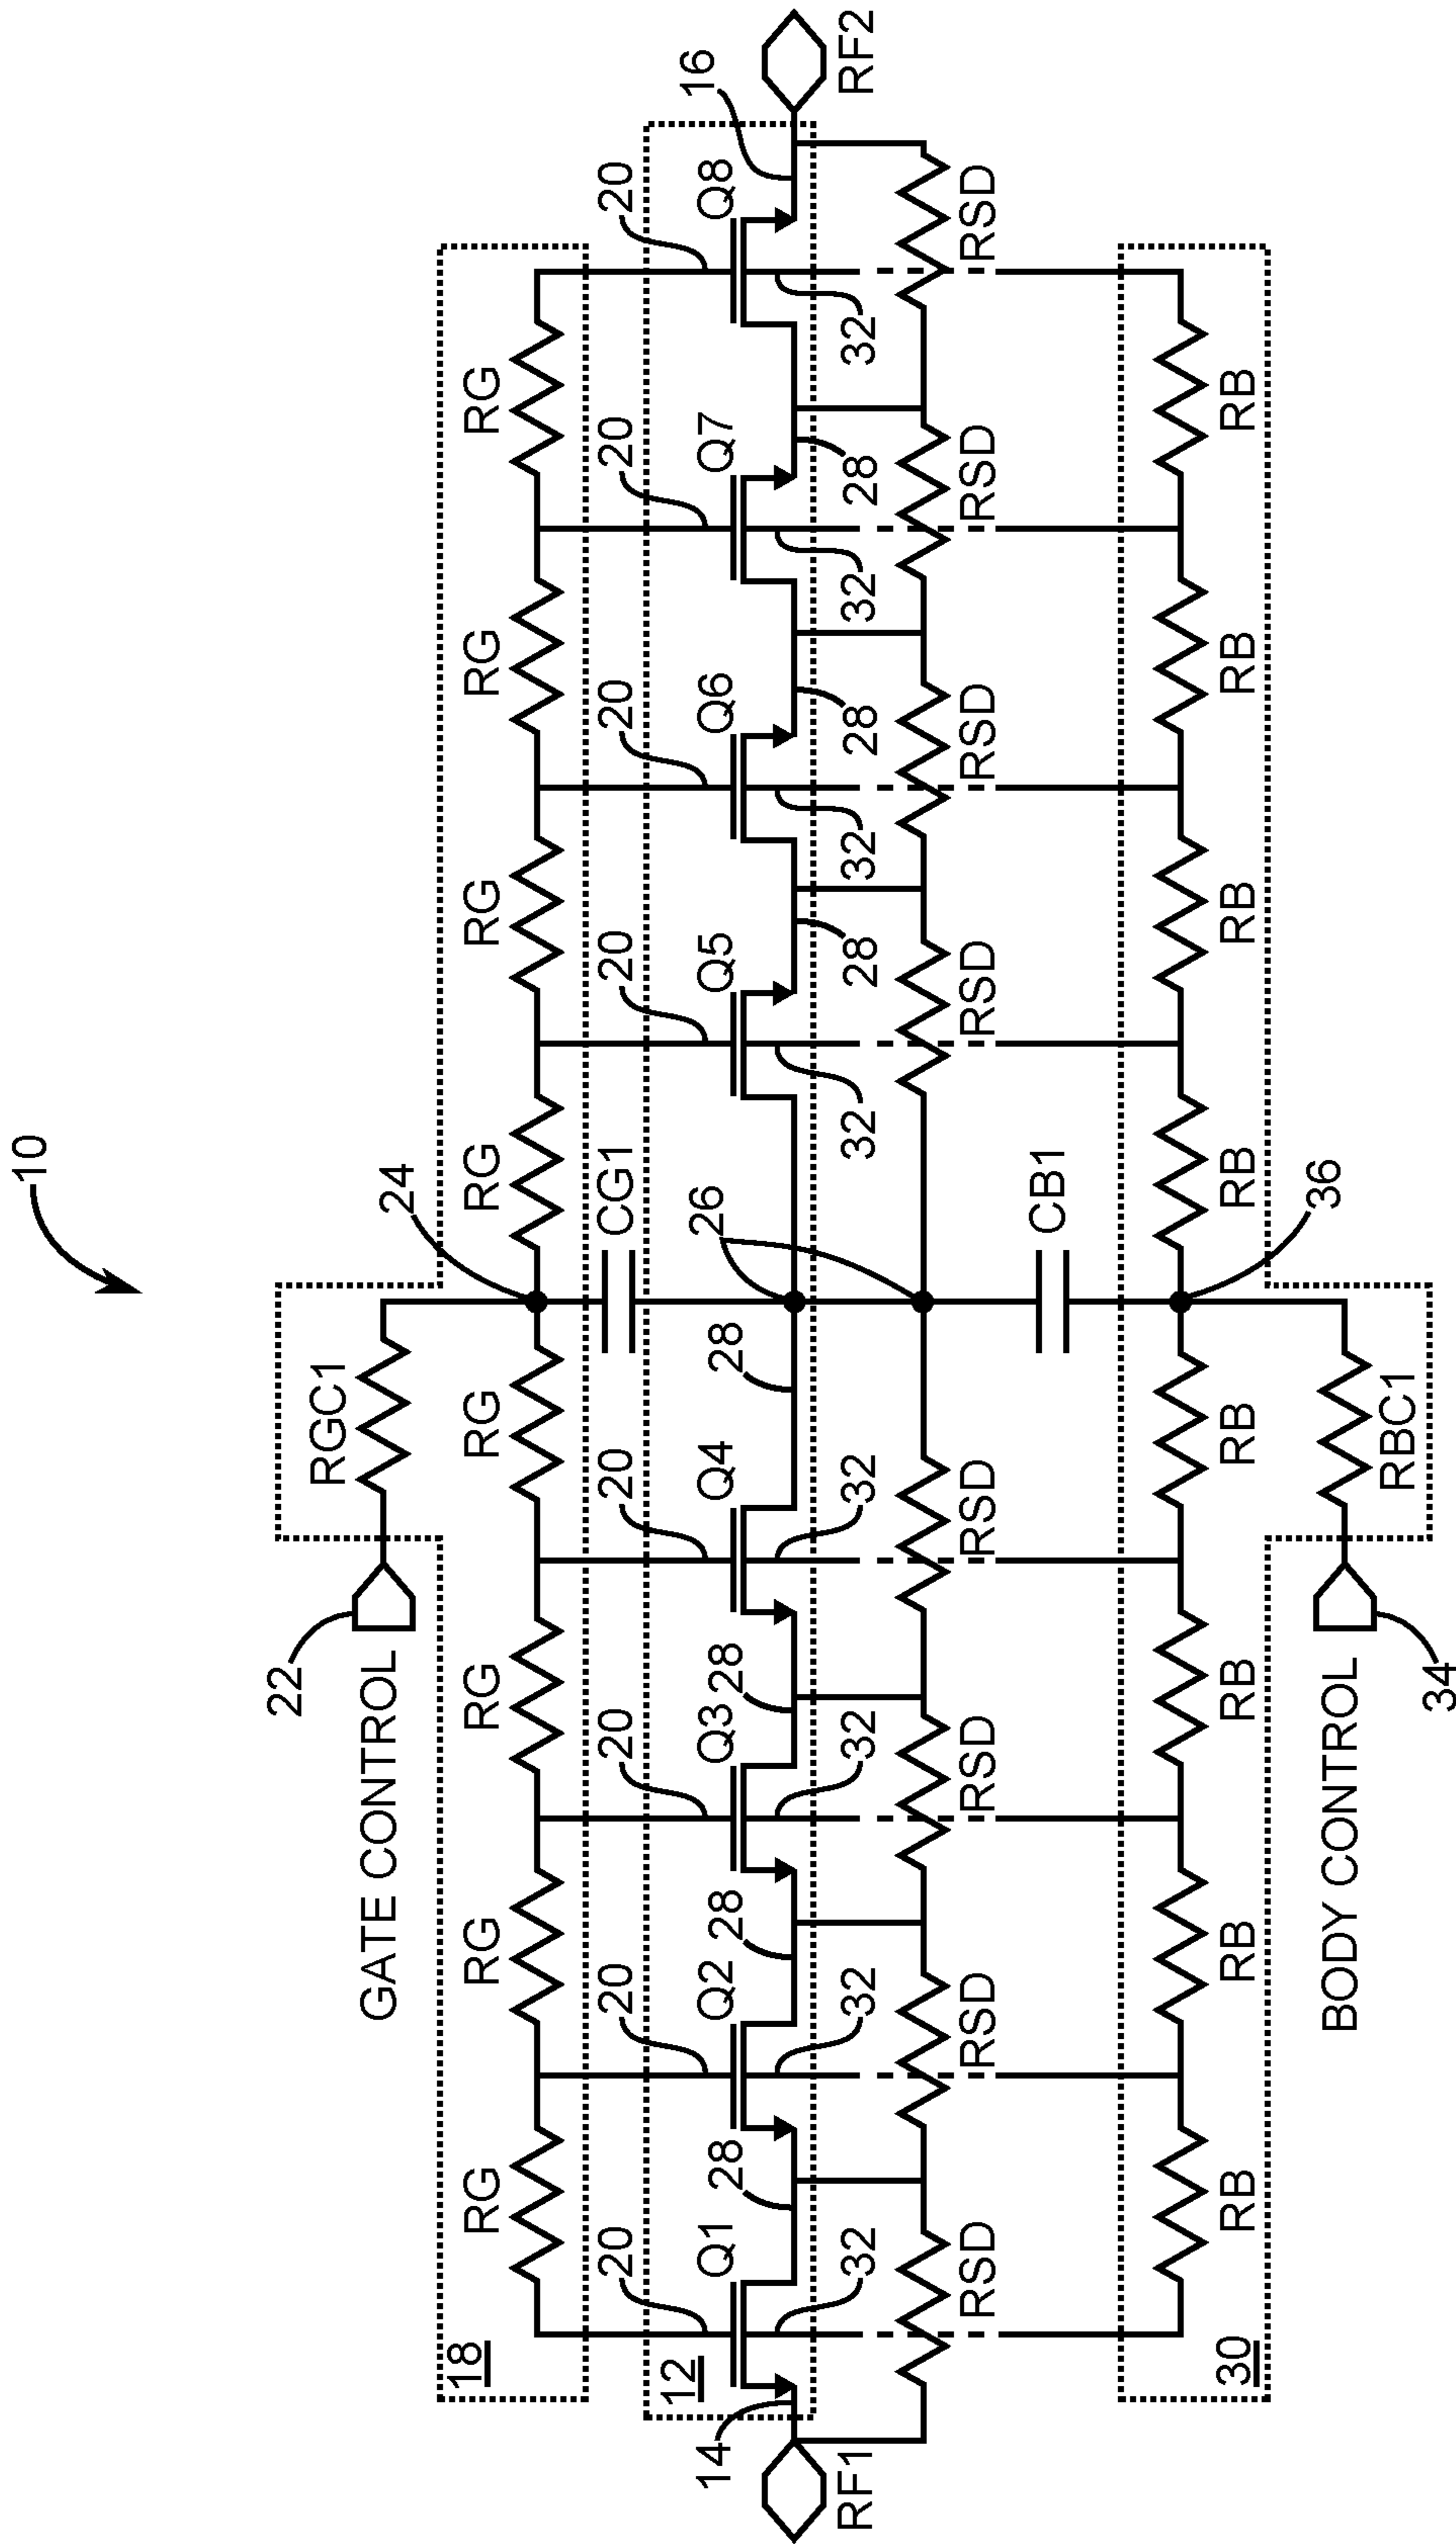 10
22
RGC1
GATE CONTROL
24
18
RG
RG
RG
RG
RG
RG
RG
RG
20
20
20
20
CG1
20
20
20
20
14
12
Q1
28
Q2
28
Q3
28
Q4
28
26
Q5
Q6
Q7
Q8
16
RF1
32
32
32
32
32
28
32
28
32
28
32
RF2
RSD
RSD
RSD
RSD
RSD
RSD
RSD
RSD
CB1
30
RB
RB
RB
RB
RB
RB
RB
RB
36
BODY CONTROL
RBC1
34